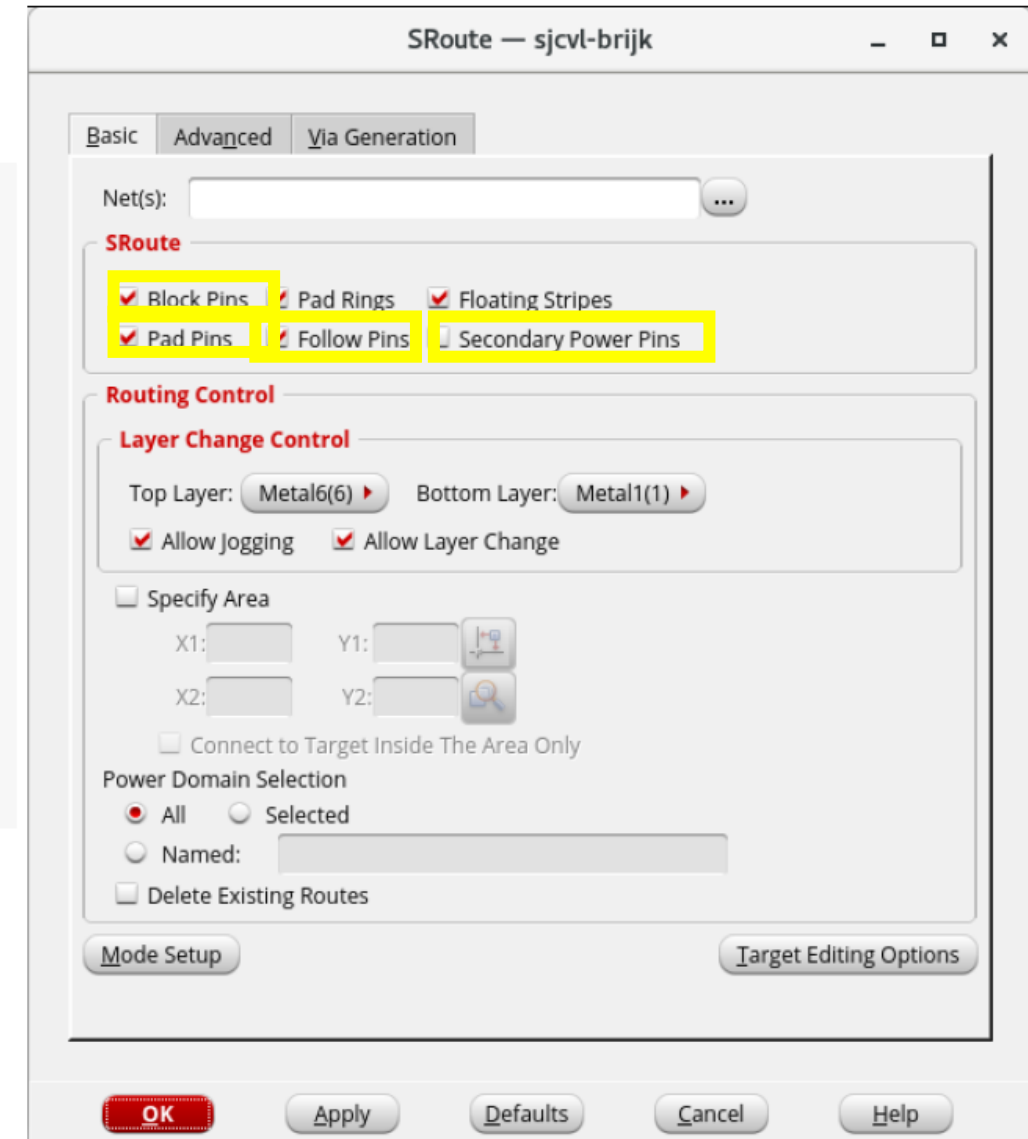 SRoute — sjcvl-brijk
Basic Advanced Via Generation
Net(s): ...
SRoute
Block Pins Pad Rings Floating Stripes
Pad Pins Follow Pins Secondary Power Pins
Routing Control
Layer Change Control
Top Layer: Metal6(6) Bottom Layer: Metal1(1)
Allow Jogging Allow Layer Change
Specify Area
X1: Y1:
X2: Y2:
Connect to Target Inside The Area Only
Power Domain Selection
All Selected
Named:
Delete Existing Routes
Mode Setup Target Editing Options
OK Apply Defaults Cancel Help